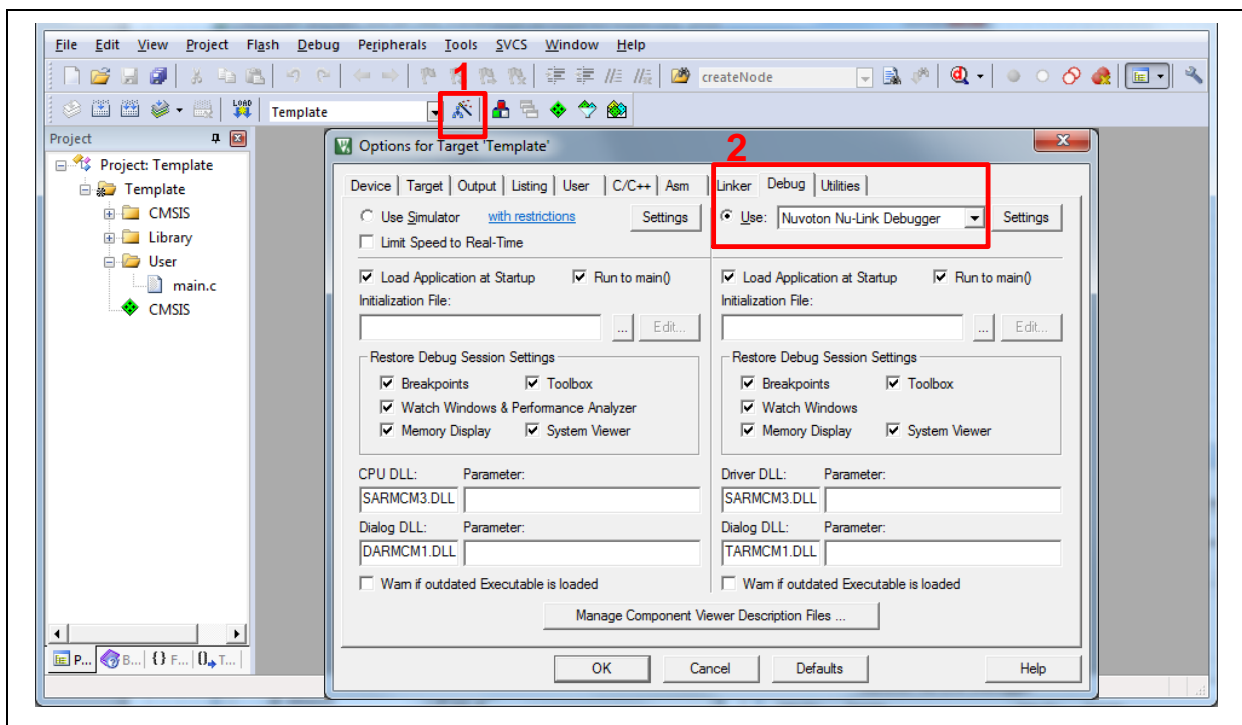 File Edit View Project Flash Debug Peripherals Tools SVCS Window Help
1
createNode
LOAD
Template
Project
Project: Template
Template
CMSIS
Library
User
main.c
CMSIS
P... B... {} F... T...
Options for Target 'Template'
2
Device Target Output Listing User C/C++ Asm Linker Debug Utilities
Use Simulator with restrictions Settings Use: Nuvoton Nu-Link Debugger Settings
Limit Speed to Real-Time
Load Application at Startup Run to main() Load Application at Startup Run to main()
Initialization File: Initialization File:
... Edit... ... Edit...
Restore Debug Session Settings Restore Debug Session Settings
Breakpoints Toolbox Breakpoints Toolbox
Watch Windows & Performance Analyzer Watch Windows
Memory Display System Viewer Memory Display System Viewer
CPU DLL: Parameter: Driver DLL: Parameter:
SARMCM3.DLL SARMCM3.DLL
Dialog DLL: Parameter: Dialog DLL: Parameter:
DARMCM1.DLL TARMCM1.DLL
Warn if outdated Executable is loaded Warn if outdated Executable is loaded
Manage Component Viewer Description Files ...
OK Cancel Defaults Help